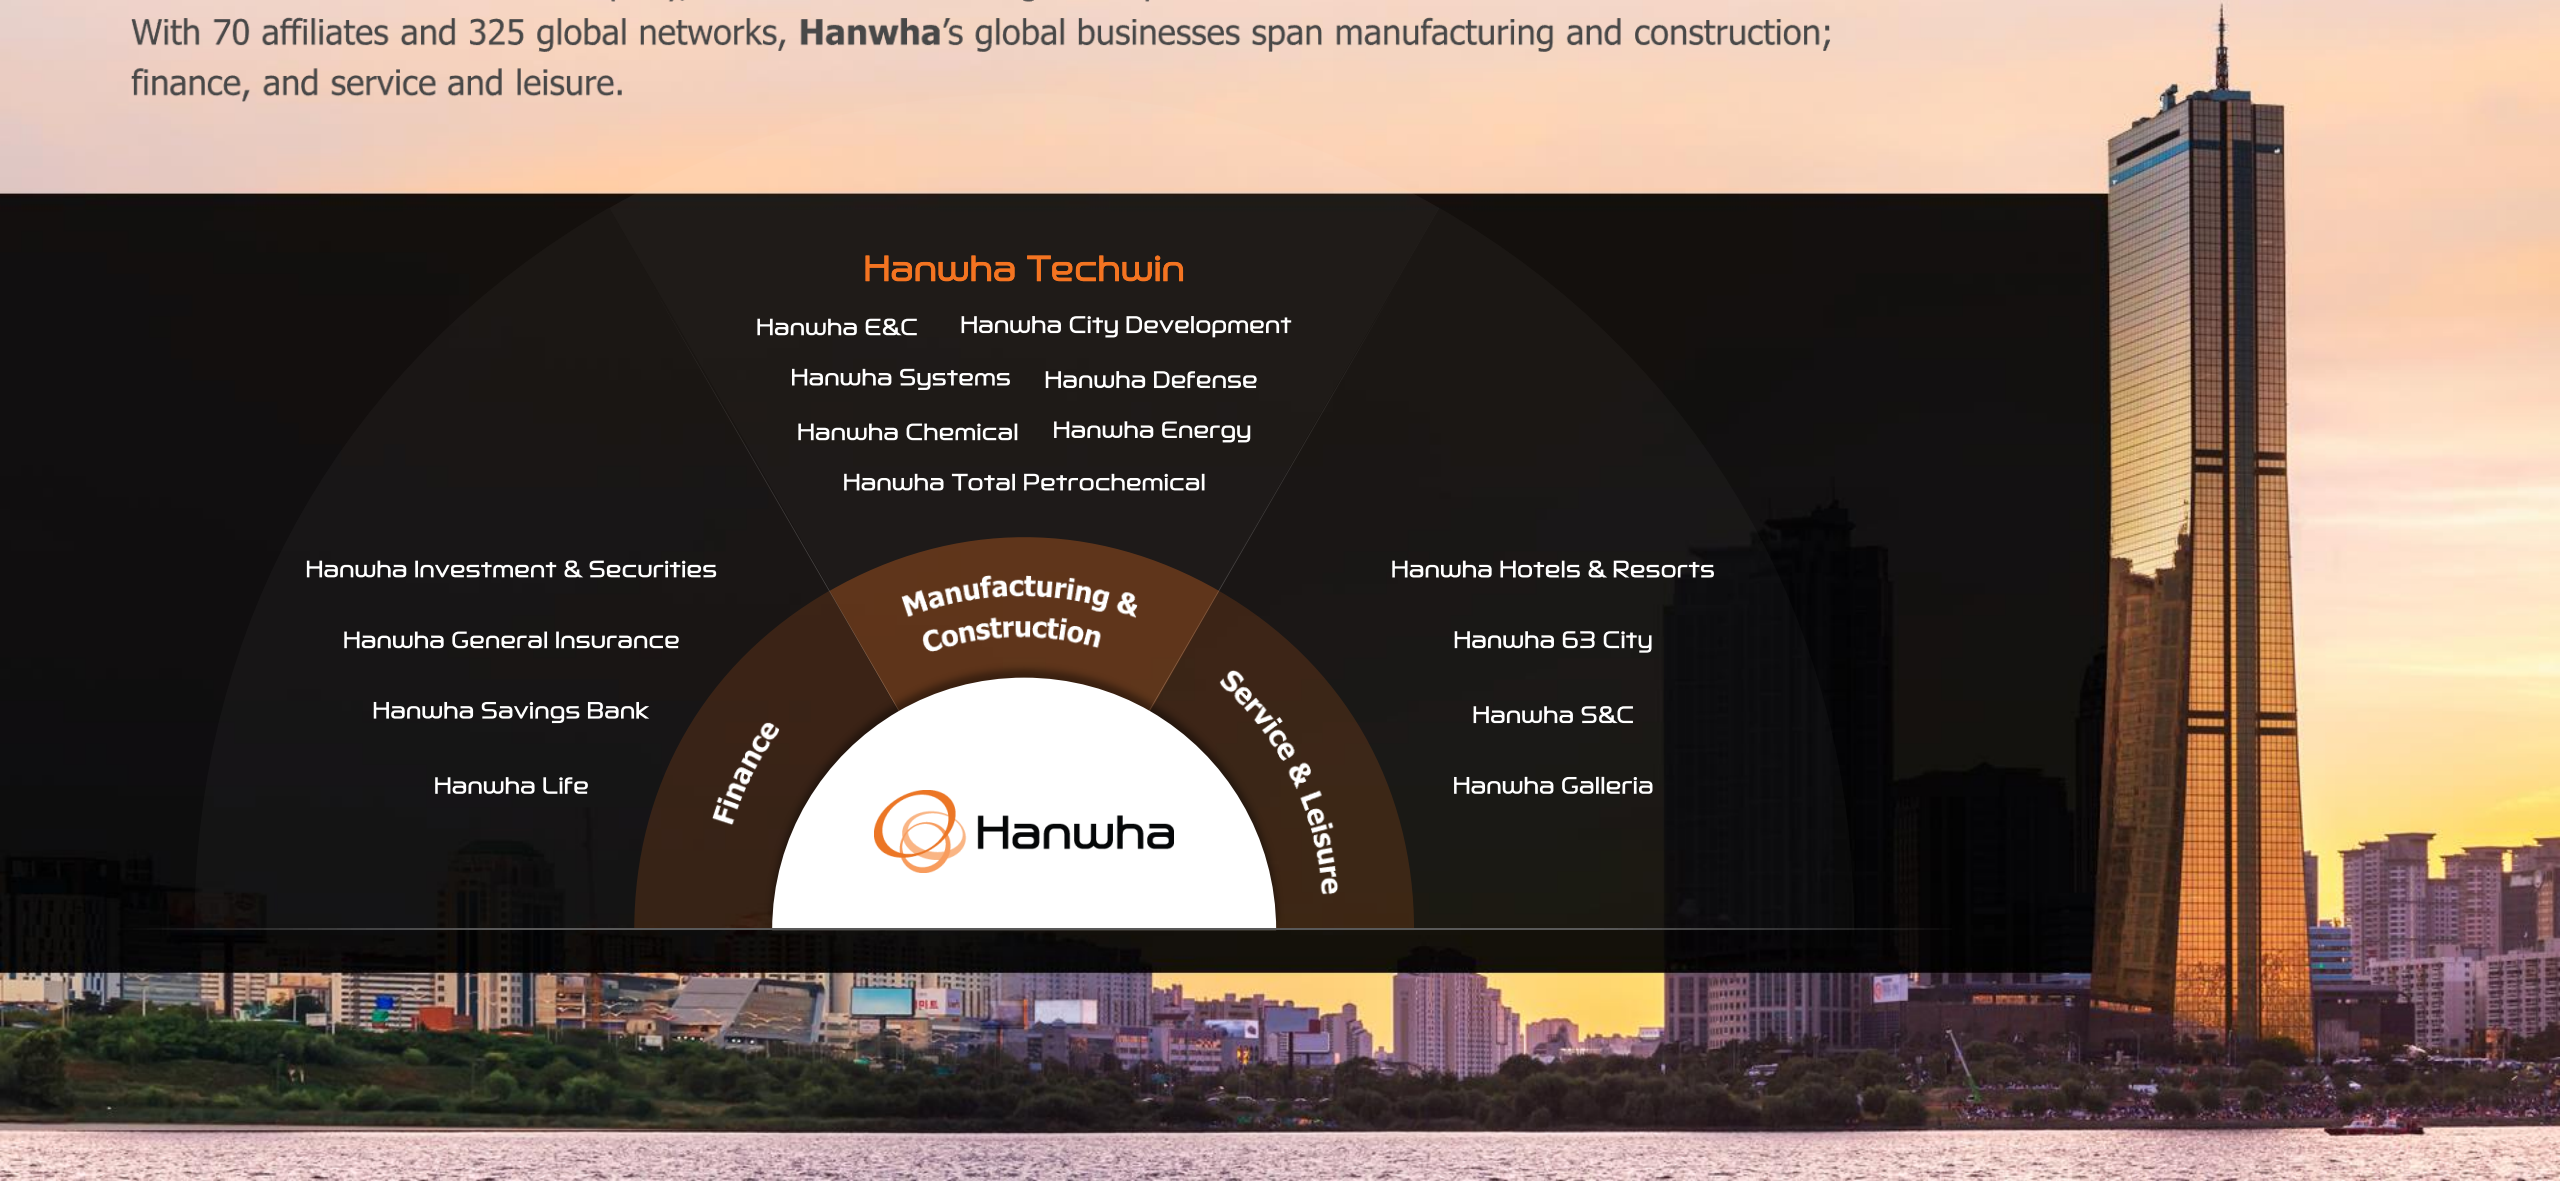 With 70 affiliates and 325 global networks, Hanwha's global businesses span manufacturing and construction;
finance, and service and leisure.
Hanwha Techwin
Hanwha E&C Hanwha City Development
Hanwha Systems Hanwha Defense
Hanwha Chemical Hanwha Energy
Hanwha Total Petrochemical
Manufacturing &
Construction
Hanwha Investment & Securities
Hanwha General Insurance
Hanwha Savings Bank
Hanwha Life
Finance
Service & Leisure
Hanwha Hotels & Resorts
Hanwha 63 City
Hanwha S&C
Hanwha Galleria
Hanwha